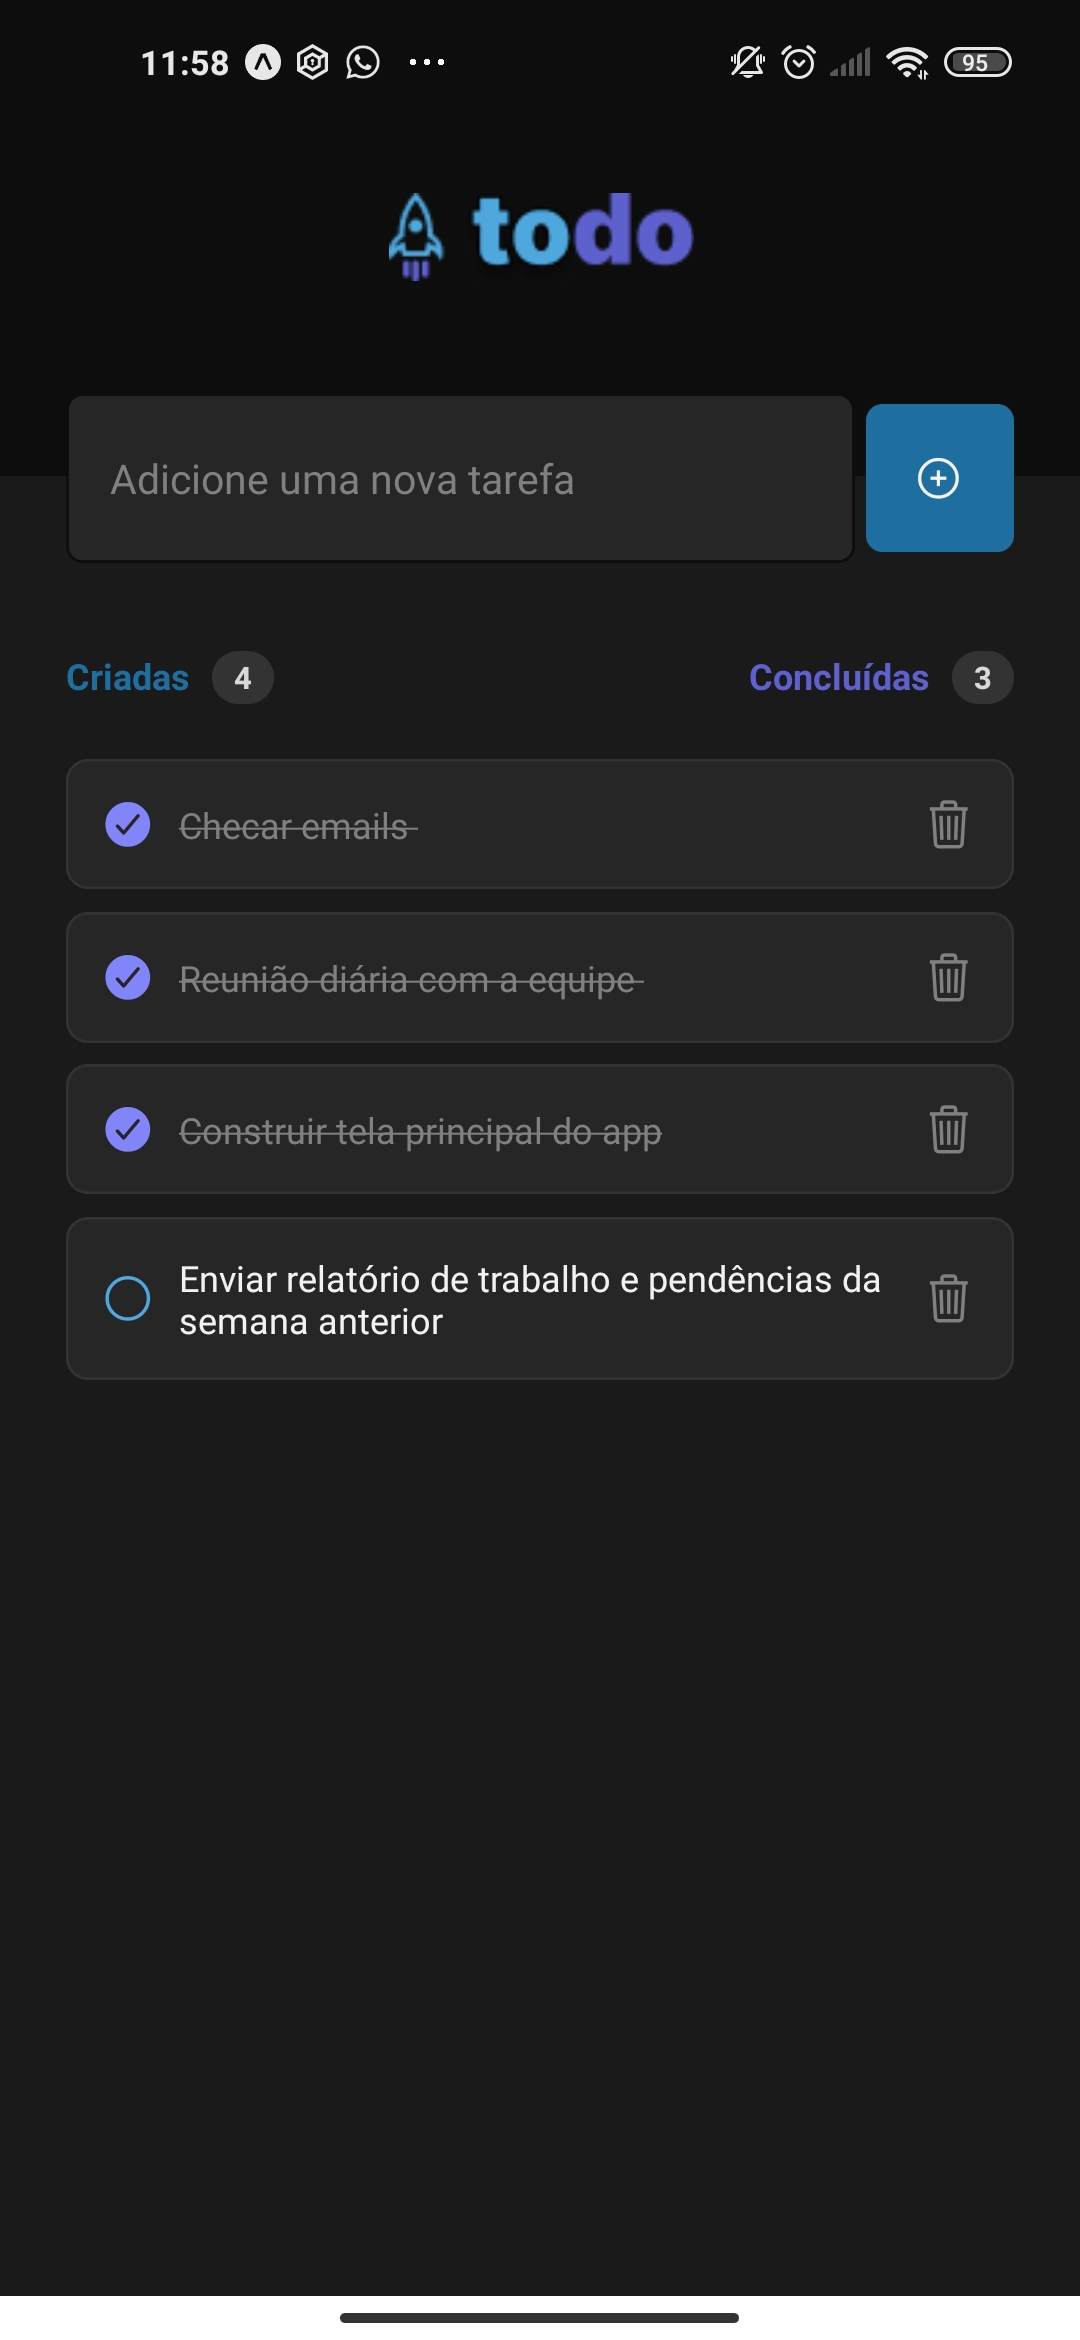 11:58
95
todo
Adicione uma nova tarefa
Criadas 4
Concluídas 3
Checar emails
Reunião diária com a equipe
Construir tela principal do app
Enviar relatório de trabalho e pendências da
semana anterior